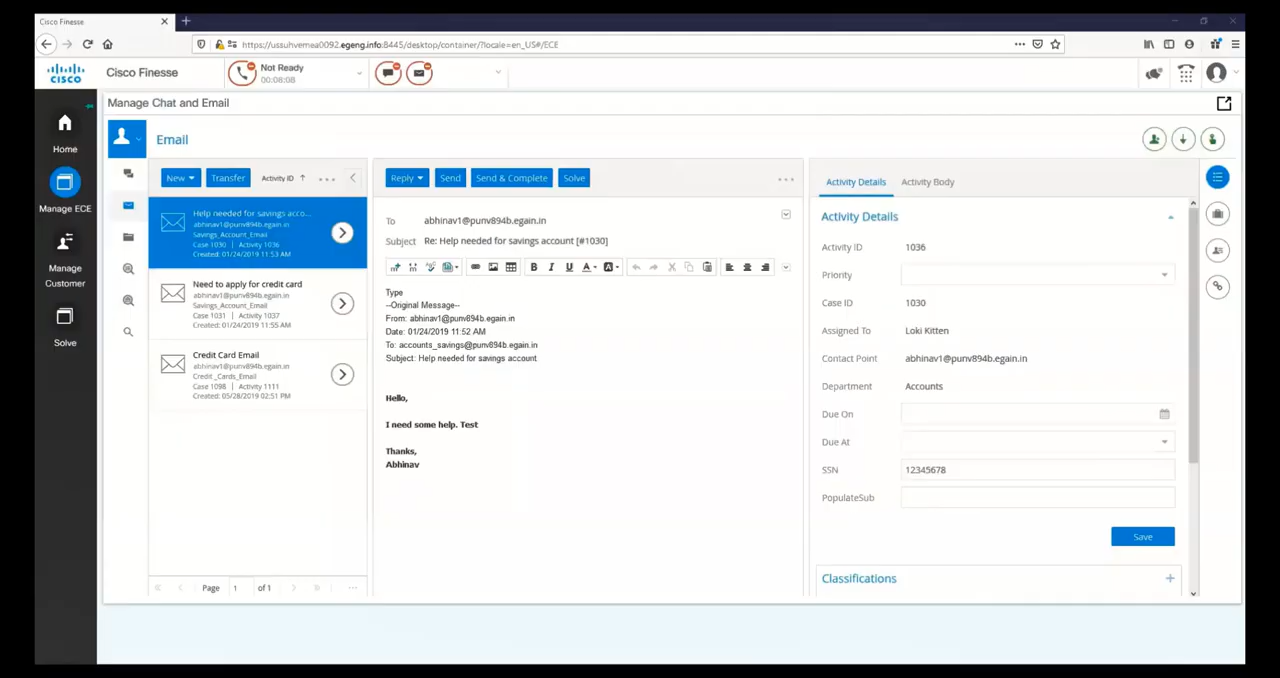 Cisco Finesse
https://ussuhvemea0092.egeng.info:8445/desktop/container/?locale=en_US#/ECE
cisco
Cisco Finesse
Not Ready
00:08:08
Manage Chat and Email
Home
Manage ECE
Manage
Customer
Solve
Email
New
Transfer
Activity ID
Help needed for savings acco...
abhinav1@punv894b.egain.in
Savings_Account_Email
Case 1030 | Activity 1036
Created: 01/24/2019 11:53 AM
Need to apply for credit card
abhinav1@punv894b.egain.in
Savings_Account_Email
Case 1031 | Activity 1037
Created: 01/24/2019 11:55 AM
Credit Card Email
abhinav1@punv894b.egain.in
Credit_Cards_Email
Case 1098 | Activity 1111
Created: 05/28/2019 02:51 PM
Page 1 of 1
Reply
Send
Send & Complete
Solve
To abhinav1@punv894b.egain.in
Subject Re: Help needed for savings account [#1030]
B I U A A
Type
--Original Message--
From: abhinav1@punv894b.egain.in
Date: 01/24/2019 11:52 AM
To: accounts_savings@punv894b.egain.in
Subject: Help needed for savings account
Hello,
I need some help. Test
Thanks,
Abhinav
Activity Details
Activity Body
Activity Details
Activity ID 1036
Priority
Case ID 1030
Assigned To Loki Kitten
Contact Point abhinav1@punv894b.egain.in
Department Accounts
Due On
Due At
SSN 12345678
PopulateSub
Save
Classifications